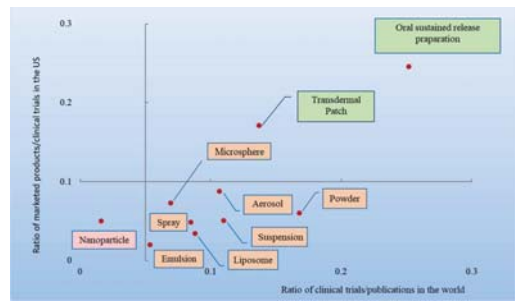 Ratio of marketed products/clinical trials in the US
0.3
0.2
0.1
0
Oral sustained release
praparation
Transdermal
Patch
Microsphere
Aerosol
Powder
Spray
Suspension
Nanoparticle
Emulsion
Liposome
0
0.1
0.2
0.3
Ratio of clinical trials/publications in the world